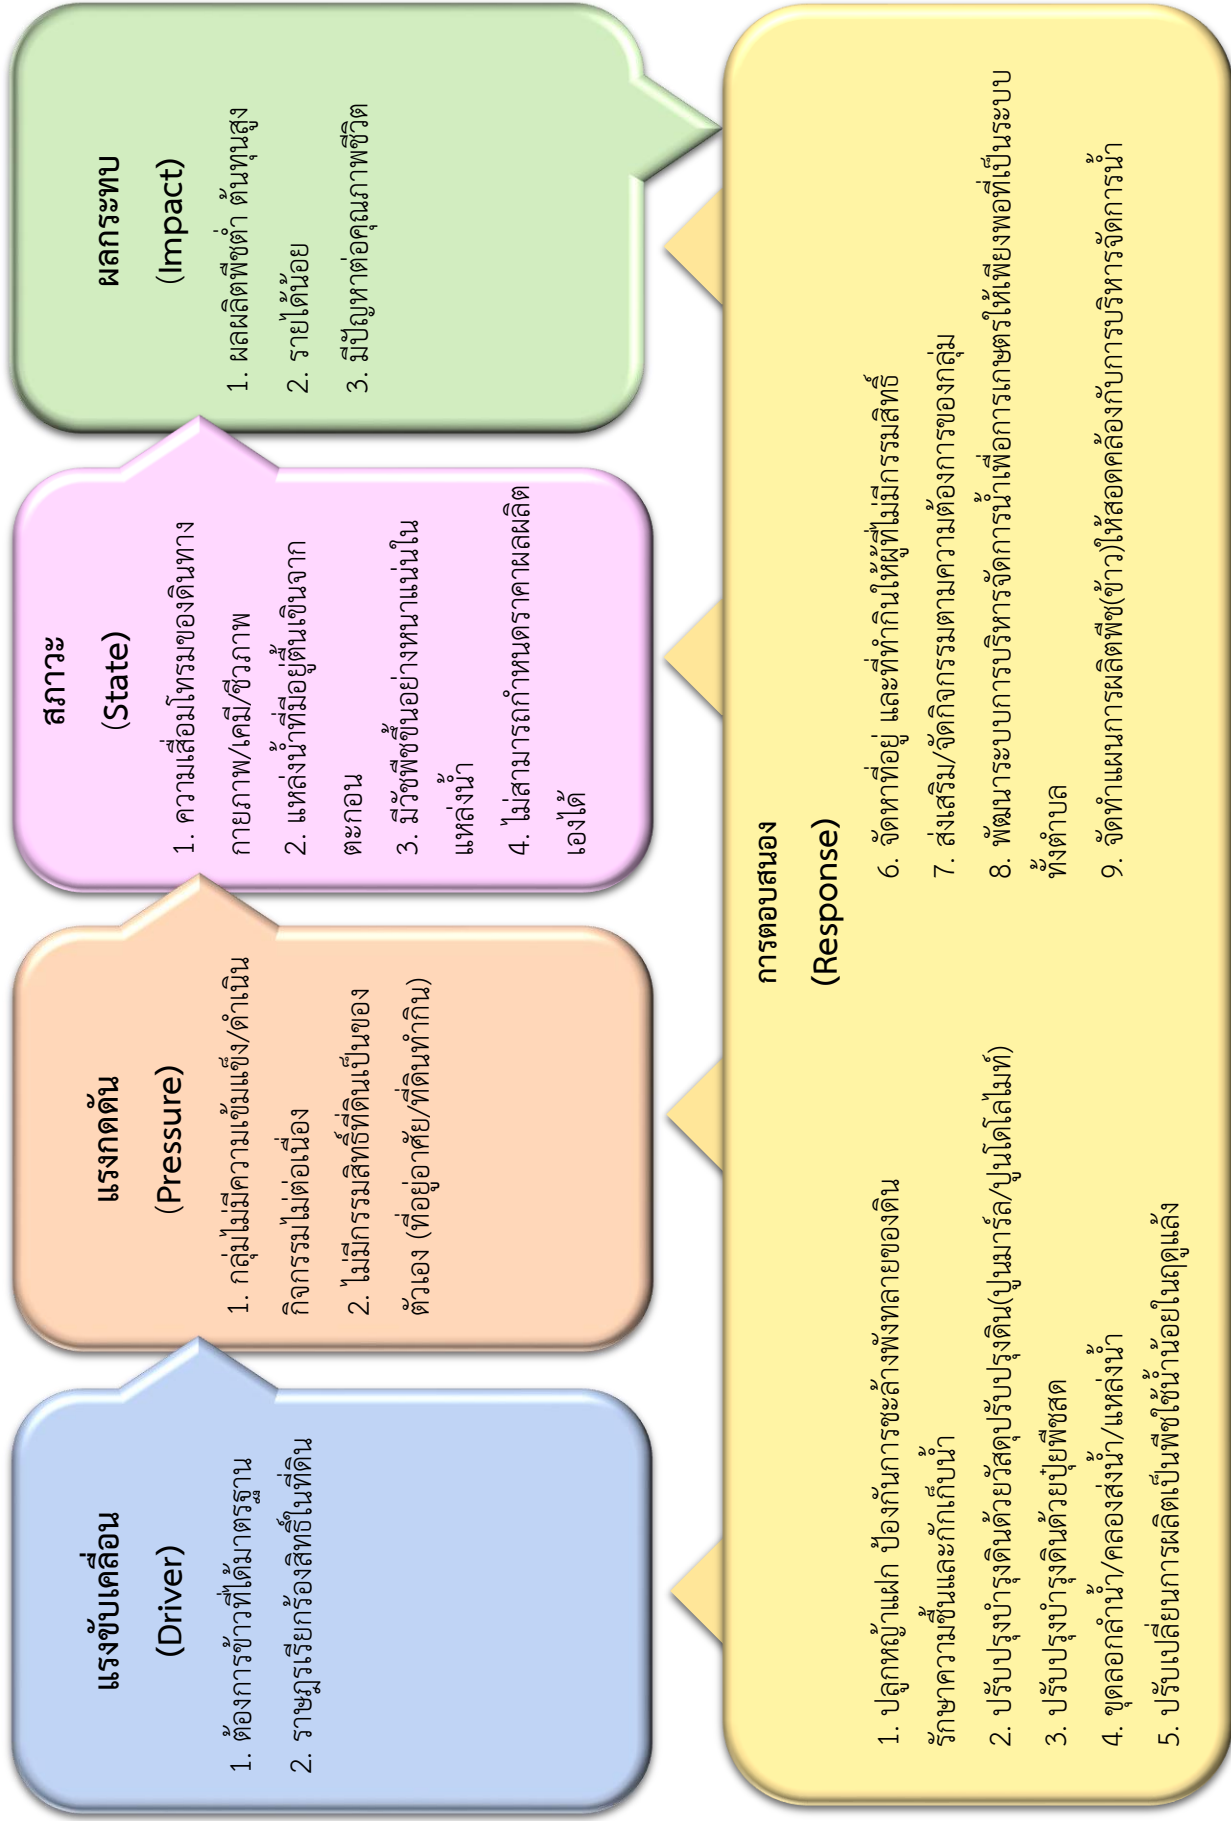 แรงขับเคลื่อน
(Driver)
1. ต้องการข้าวที่ได้มาตรฐาน
2. ราษฎรเรียกร้องสิทธิ์ในที่ดิน
แรงกดดัน
(Pressure)
1. กลุ่มไม่มีความเข้มแข็ง/ดำเนิน
กิจกรรมไม่ต่อเนื่อง
2. ไม่มีกรรมสิทธิ์ที่ดินเป็นของ
ตัวเอง (ที่อยู่อาศัย/ที่ดินทำกิน)
สภาวะ
(State)
1. ความเสื่อมโทรมของดินทาง
กายภาพ/เคมี/ชีวภาพ
2. แหล่งน้ำที่มีอยู่ตื้นเขินจาก
ตะกอน
3. มีวัชพืชขึ้นอย่างหนาแน่นใน
แหล่งน้ำ
4. ไม่สามารถกำหนดราคาผลผลิต
เองได้
ผลกระทบ
(Impact)
1. ผลผลิตพืชต่ำ ต้นทุนสูง
2. รายได้น้อย
3. มีปัญหาต่อคุณภาพชีวิต
การตอบสนอง
(Response)
1. ปลูกหญ้าแฝก ป้องกันการชะล้างพังทลายของดิน
รักษาความชื้นและกักเก็บน้ำ
2. ปรับปรุงบำรุงดินด้วยวัสดุปรับปรุงดิน(ปูนมาร์ล/ปูนโดโลไมท์)
3. ปรับปรุงบำรุงดินด้วยปุ๋ยพืชสด
4. ขุดลอกลำน้ำ/คลองส่งน้ำ/แหล่งน้ำ
5. ปรับเปลี่ยนการผลิตเป็นพืชใช้น้ำน้อยในฤดูแล้ง
6. จัดหาที่อยู่ และที่ทำกินให้ผู้ที่ไม่มีกรรมสิทธิ์
7. ส่งเสริม/จัดกิจกรรมตามความต้องการของกลุ่ม
8. พัฒนาระบบการบริหารจัดการน้ำเพื่อการเกษตรให้เพียงพอที่เป็นระบบ
ทั้งตำบล
9. จัดทำแผนการผลิตพืช(ข้าว)ให้สอดคล้องกับการบริหารจัดการน้ำ